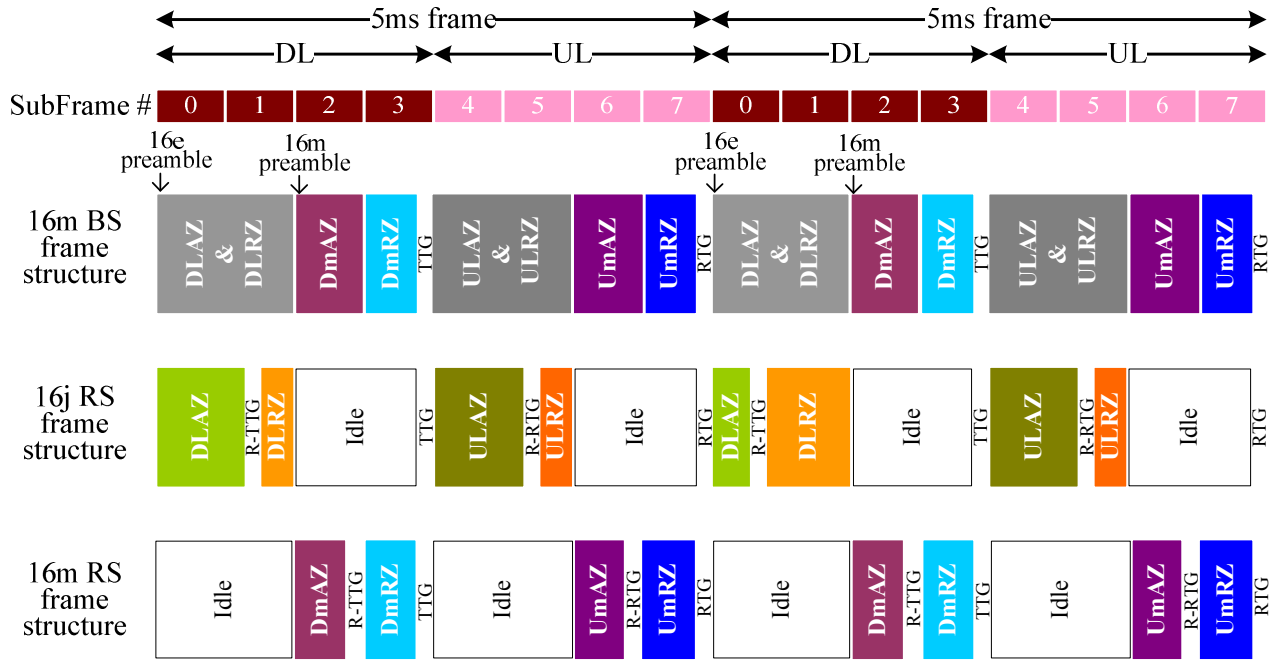 5ms frame 5ms frame
DL UL DL UL
SubFrame # 0 1 2 3 4 5 6 7 0 1 2 3 4 5 6 7
16e preamble 16m preamble 16e preamble 16m preamble
16m BS
frame
structure
DLAZ & DLRZ DmAZ DmRZ TTG ULAZ & ULRZ UmAZ UmRZ RTG DLAZ & DLRZ DmAZ DmRZ TTG ULAZ & ULRZ UmAZ UmRZ RTG
16j RS
frame
structure
DLAZ R-TTG DLRZ Idle TTG ULAZ R-RTG ULRZ Idle RTG DLAZ R-TTG DLRZ Idle TTG ULAZ R-RTG ULRZ Idle RTG
16m RS
frame
structure
Idle DmAZ R-TTG DmRZ TTG Idle UmAZ R-RTG UmRZ RTG Idle DmAZ R-TTG DmRZ TTG Idle UmAZ R-RTG UmRZ RTG